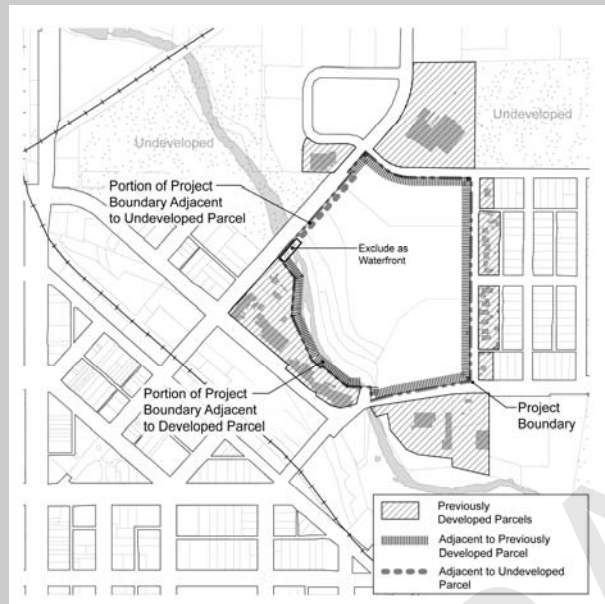 Undeveloped
Undeveloped
Portion of Project
Boundary Adjacent
to Undeveloped Parcel
Exclude as
Waterfront
Portion of Project
Boundary Adjacent
to Developed Parcel
Project
Boundary
Previously
Developed Parcels
Adjacent to Previously
Developed Parcel
Adjacent to Undeveloped
Parcel